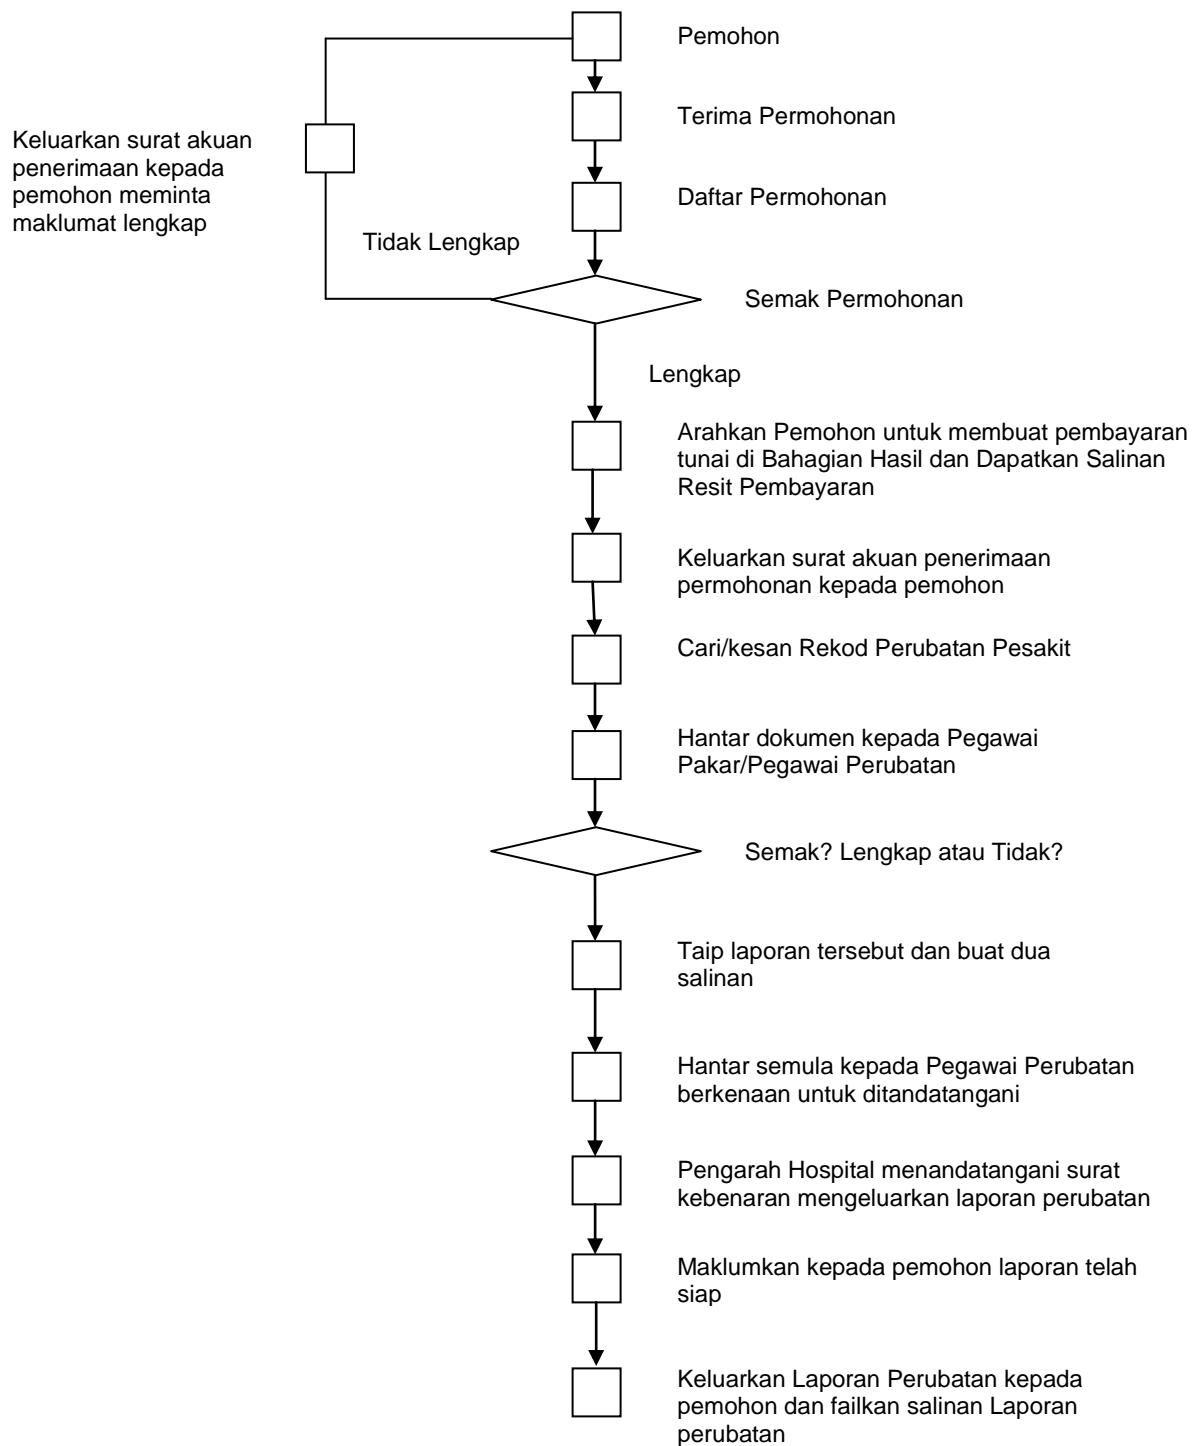 Pemohon
Terima Permohonan
Keluarkan surat akuan
penerimaan kepada
pemohon meminta
maklumat lengkap
Daftar Permohonan
Tidak Lengkap
Semak Permohonan
Lengkap
Arahkan Pemohon untuk membuat pembayaran
tunai di Bahagian Hasil dan Dapatkan Salinan
Resit Pembayaran
Keluarkan surat akuan penerimaan
permohonan kepada pemohon
Cari/kesan Rekod Perubatan Pesakit
Hantar dokumen kepada Pegawai
Pakar/Pegawai Perubatan
Semak? Lengkap atau Tidak?
Taip laporan tersebut dan buat dua
salinan
Hantar semula kepada Pegawai Perubatan
berkenaan untuk ditandatangani
Pengarah Hospital menandatangani surat
kebenaran mengeluarkan laporan perubatan
Maklumkan kepada pemohon laporan telah
siap
Keluarkan Laporan Perubatan kepada
pemohon dan failkan salinan Laporan
perubatan